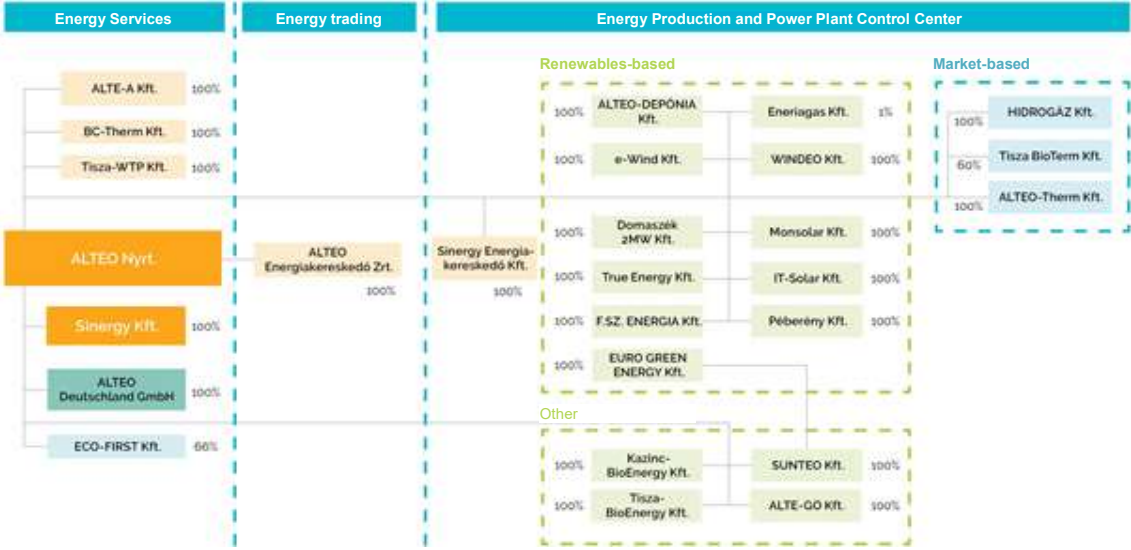 Energy Services
Energy trading
Energy Production and Power Plant Control Center
Renewables-based
Market-based
ALTE-A Kft.
100%
BC-Therm Kft.
100%
Tisza-WTP Kft.
100%
ALTEO Nyrt.
Sinergy Kft.
100%
ALTEO
Deutschland GmbH
100%
ECO-FIRST Kft.
66%
ALTEO
Energiakereskedő Zrt.
100%
Sinergy Energia-
kereskedő Kft.
100%
100%
ALTEO-DEPÓNIA
Kft.
Eneriagas Kft.
1%
100%
e-Wind Kft.
WINDEO Kft.
100%
100%
Domaszék
2MW Kft.
Monsolar Kft.
100%
100%
True Energy Kft.
IT-Solar Kft.
100%
100%
F.SZ. ENERGIA Kft.
Péberény Kft.
100%
100%
EURO GREEN
ENERGY Kft.
Other
100%
Kazinc-
BioEnergy Kft.
SUNTEO Kft.
100%
100%
Tisza-
BioEnergy Kft.
ALTE-GO Kft.
100%
100%
HIDROGÁZ Kft.
60%
Tisza BioTerm Kft.
100%
ALTEO-Therm Kft.